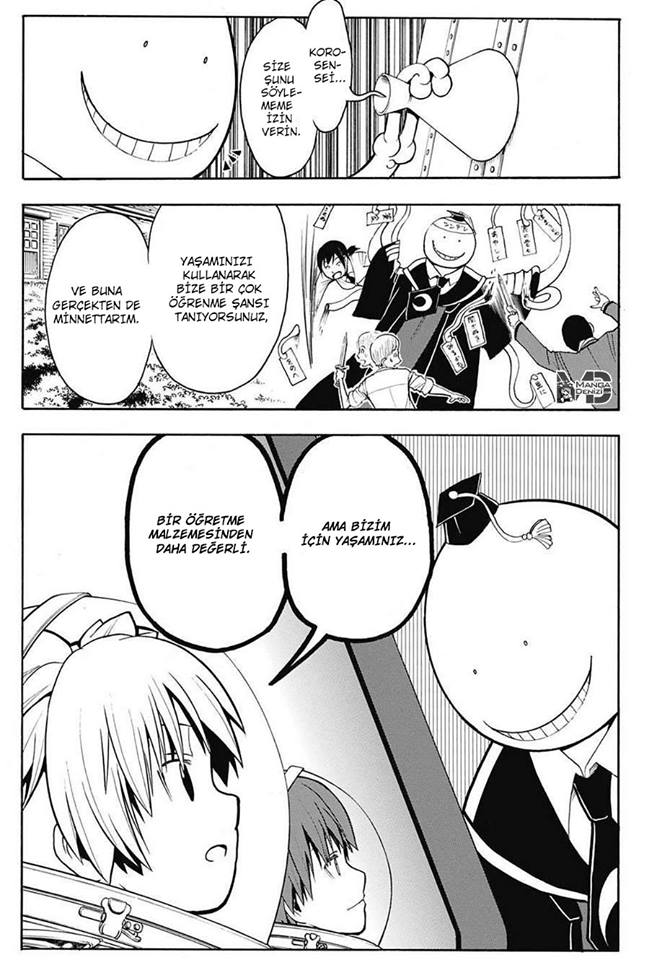 KORO-
SEN-
SEİ...
SİZE
ŞUNU
SÖYLE-
MEME
İZİN
VERİN.
YAŞAMINIZI
KULLANARAK
BİZE BİR ÇOK
ÖĞRENME ŞANSI
TANIYORSUNUZ,
VE BUNA
GERÇEKTEN DE
MİNNETTARIM.
MANGA
DENİZİ
AMA BİZİM
İÇİN YAŞAMINIZ...
BİR ÖĞRETME
MALZEMESİNDEN
DAHA DEĞERLİ.